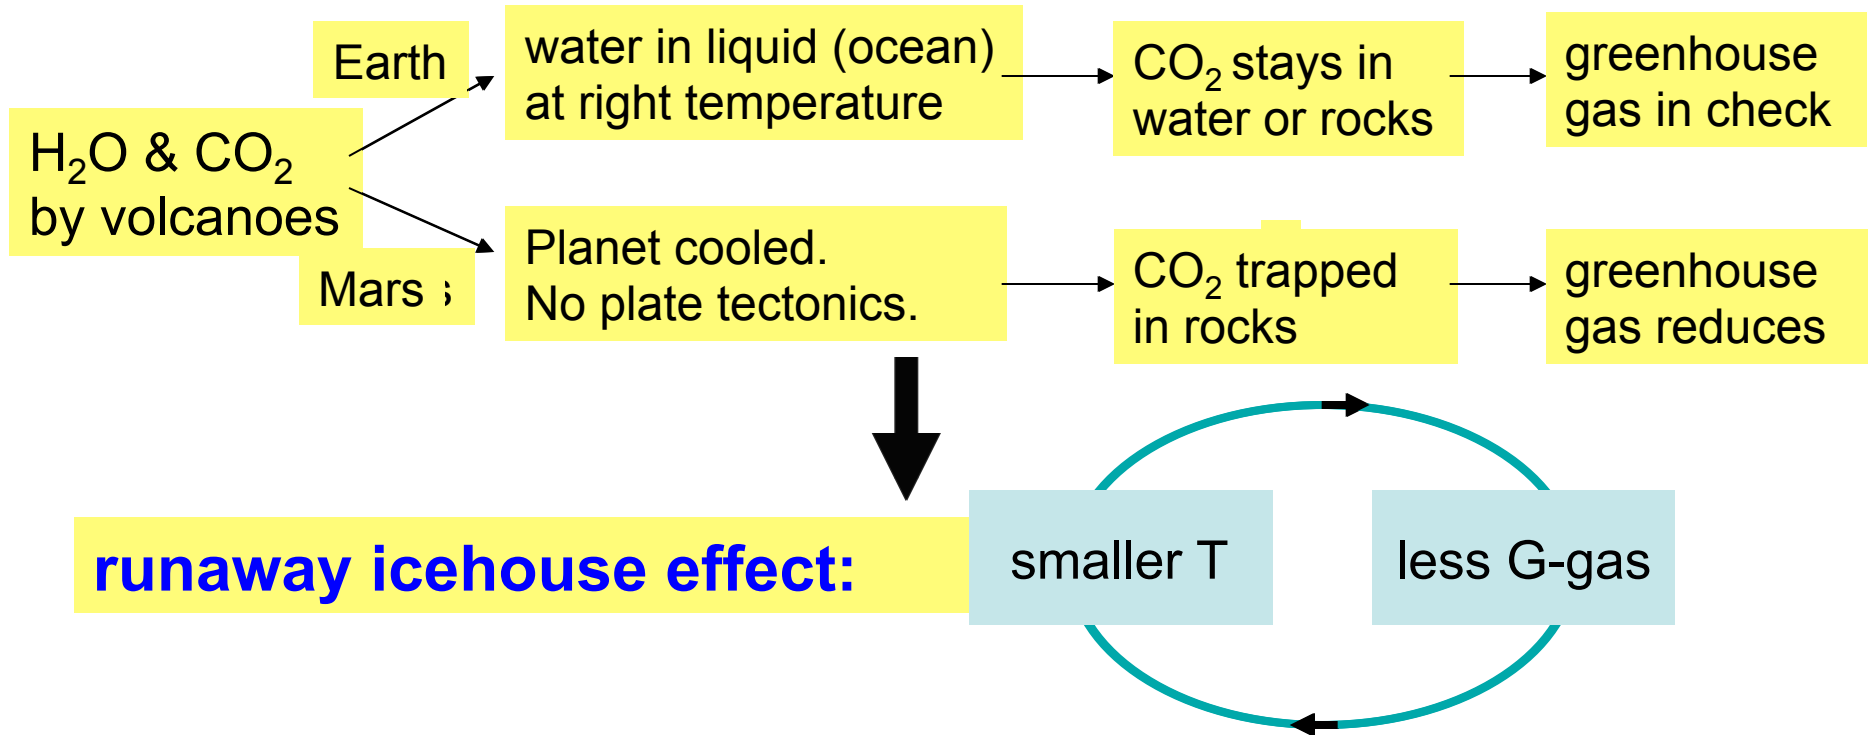 Earth
water in liquid (ocean)
at right temperature
CO₂ stays in
water or rocks
greenhouse
gas in check
H₂O & CO₂
by volcanoes
Mars
Planet cooled.
No plate tectonics.
CO₂ trapped
in rocks
greenhouse
gas reduces
runaway icehouse effect:
smaller T
less G-gas